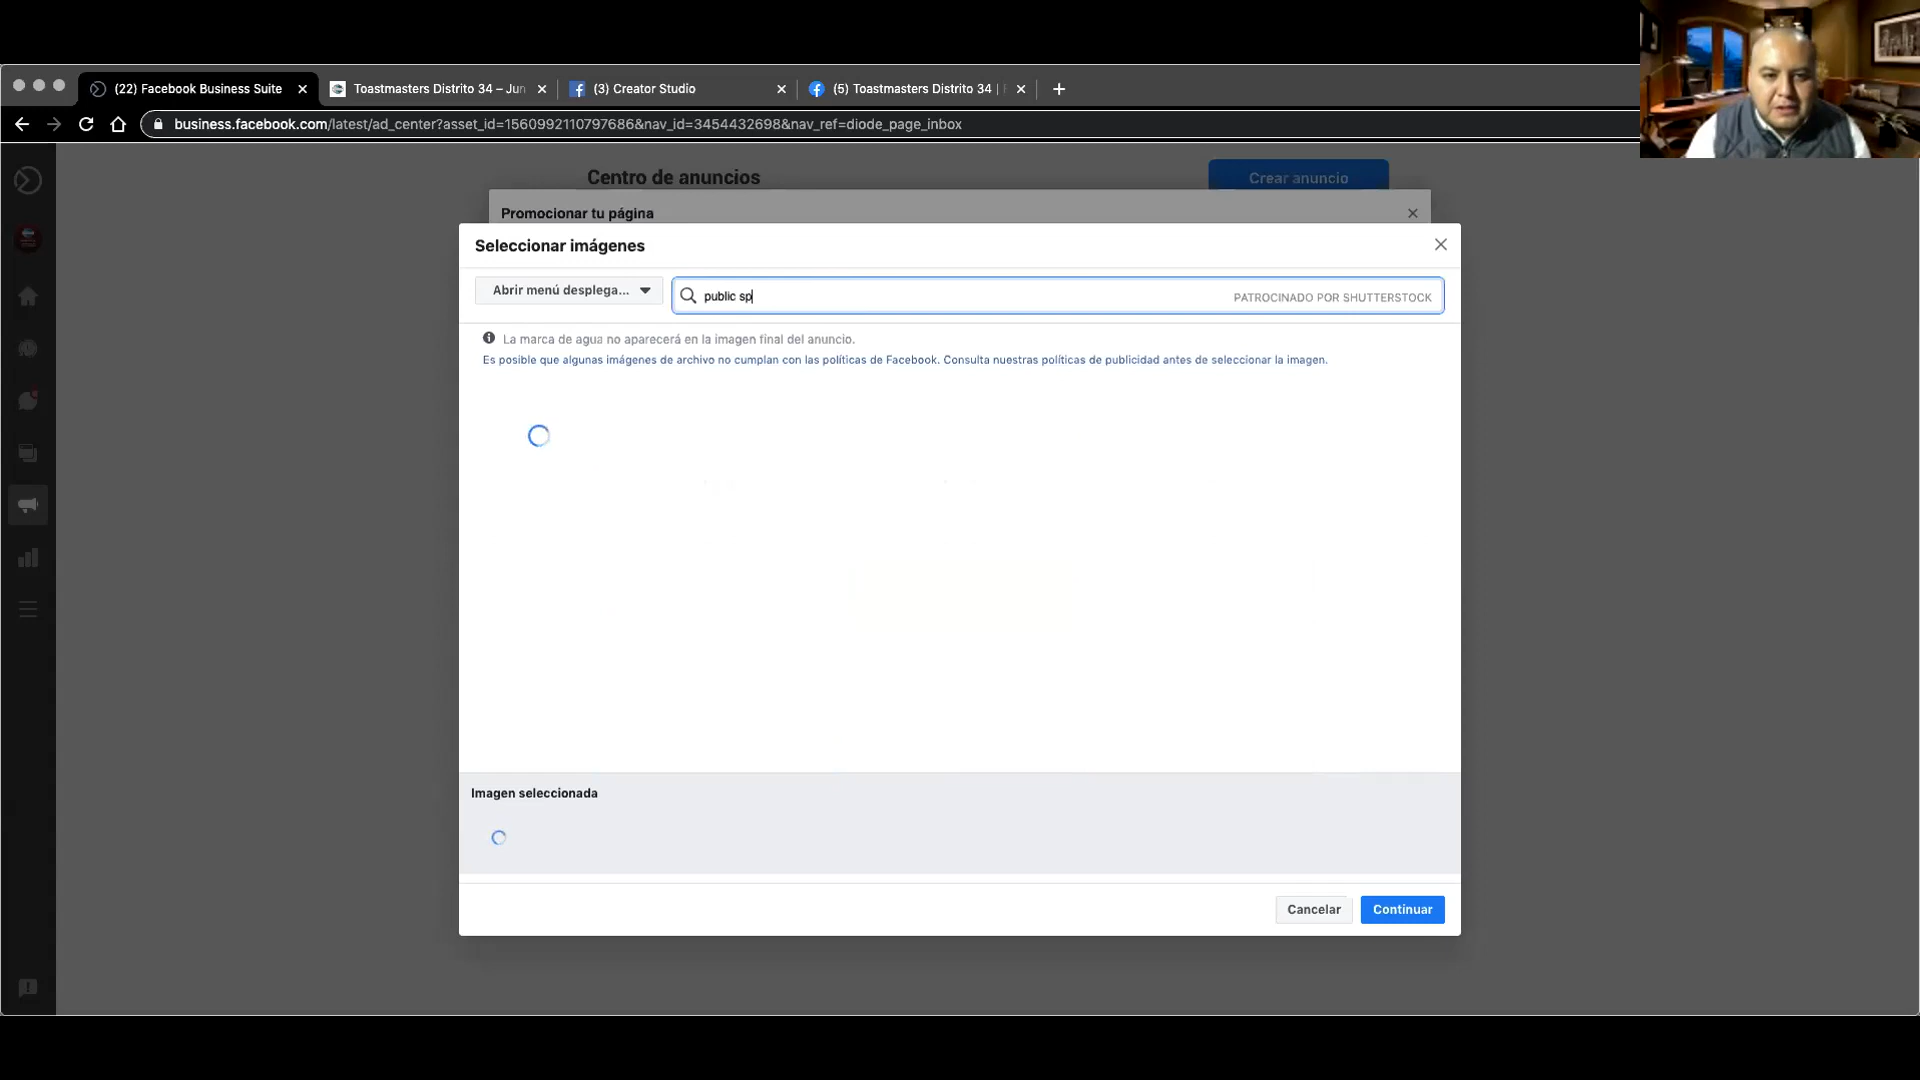 (22) Facebook Business Suite
Toastmasters Distrito 34 – Jun
(3) Creator Studio
(5) Toastmasters Distrito 34 |
business.facebook.com/latest/ad_center?asset_id=1560992110797686&nav_id=3454432698&nav_ref=diode_page_inbox
Centro de anuncios
Crear anuncio
Promocionar tu página
Seleccionar imágenes
Abrir menú desplega...
public sp
PATROCINADO POR SHUTTERSTOCK
La marca de agua no aparecerá en la imagen final del anuncio.
Es posible que algunas imágenes de archivo no cumplan con las políticas de Facebook. Consulta nuestras políticas de publicidad antes de seleccionar la imagen.
Imagen seleccionada
Cancelar
Continuar